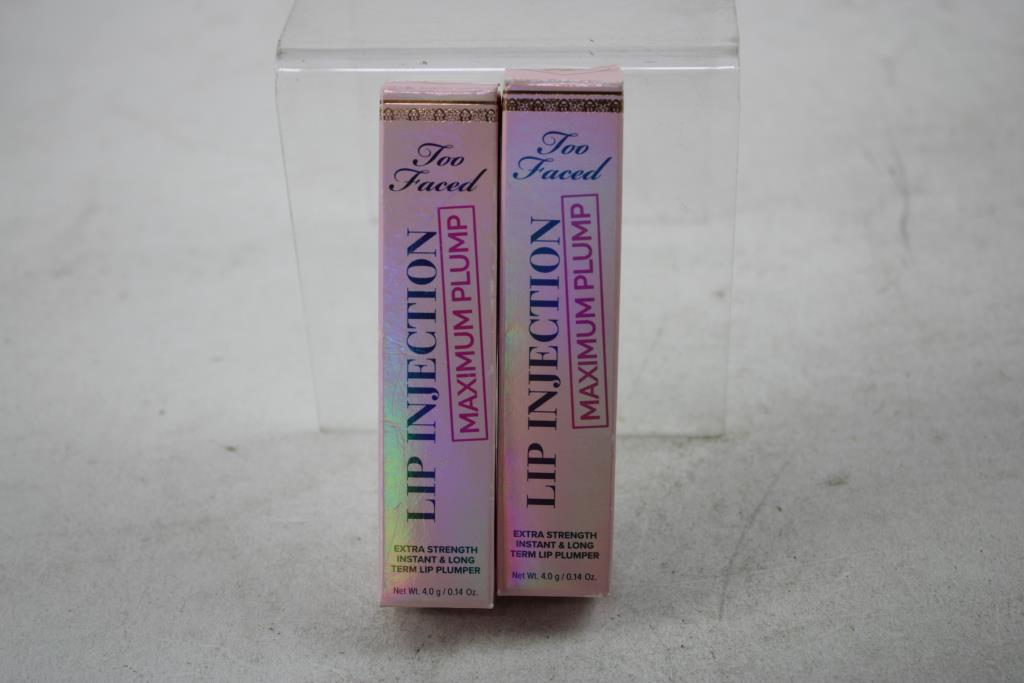 Too
Faced
LIP INJECTION
MAXIMUM PLUMP
EXTRA STRENGTH
INSTANT & LONG
TERM LIP PLUMPER
Net Wt. 4.0 g / 0.14 Oz.
Too
Faced
LIP INJECTION
MAXIMUM PLUMP
EXTRA STRENGTH
INSTANT & LONG
TERM LIP PLUMPER
Net Wt. 4.0 g / 0.14 Oz.